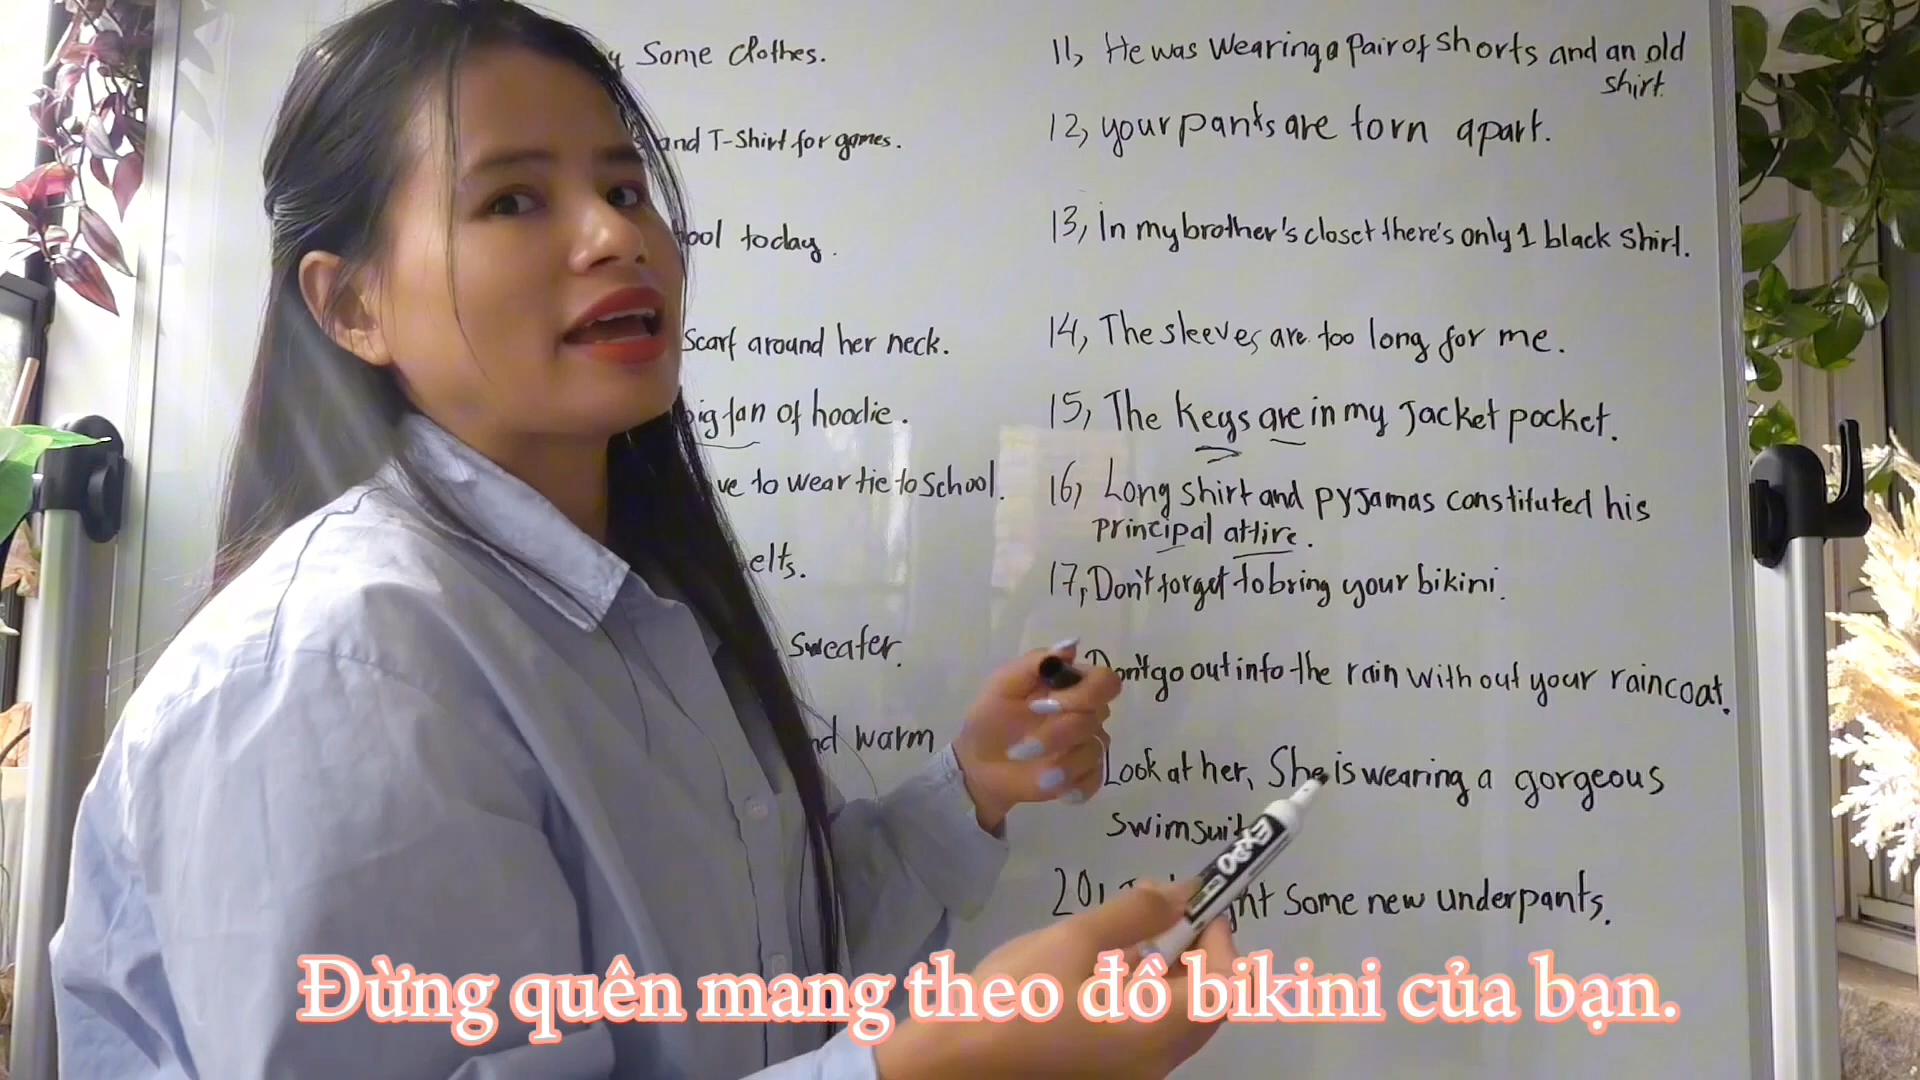 Some clothes.
and T-Shirt for games.
today.
Scarf around her neck.
big fan of hoodie.
to wear tie to School.
Sweater.
warm
11, He was wearing a pair of shorts and an old
shirt.
12, your pants are torn apart.
13, In my brother's closet there's only 1 black shirt.
14, The sleeves are too long for me.
15, The keys are in my Jacket pocket.
16, Long shirt and pyjamas constituted his
principal attire.
17, Don't forget to bring your bikini.
Don't go out into the rain without your raincoat.
Look at her, She is wearing a gorgeous
swimsuit
20, Some new underpants.
EXPO
Đừng quên mang theo đồ bikini của bạn.